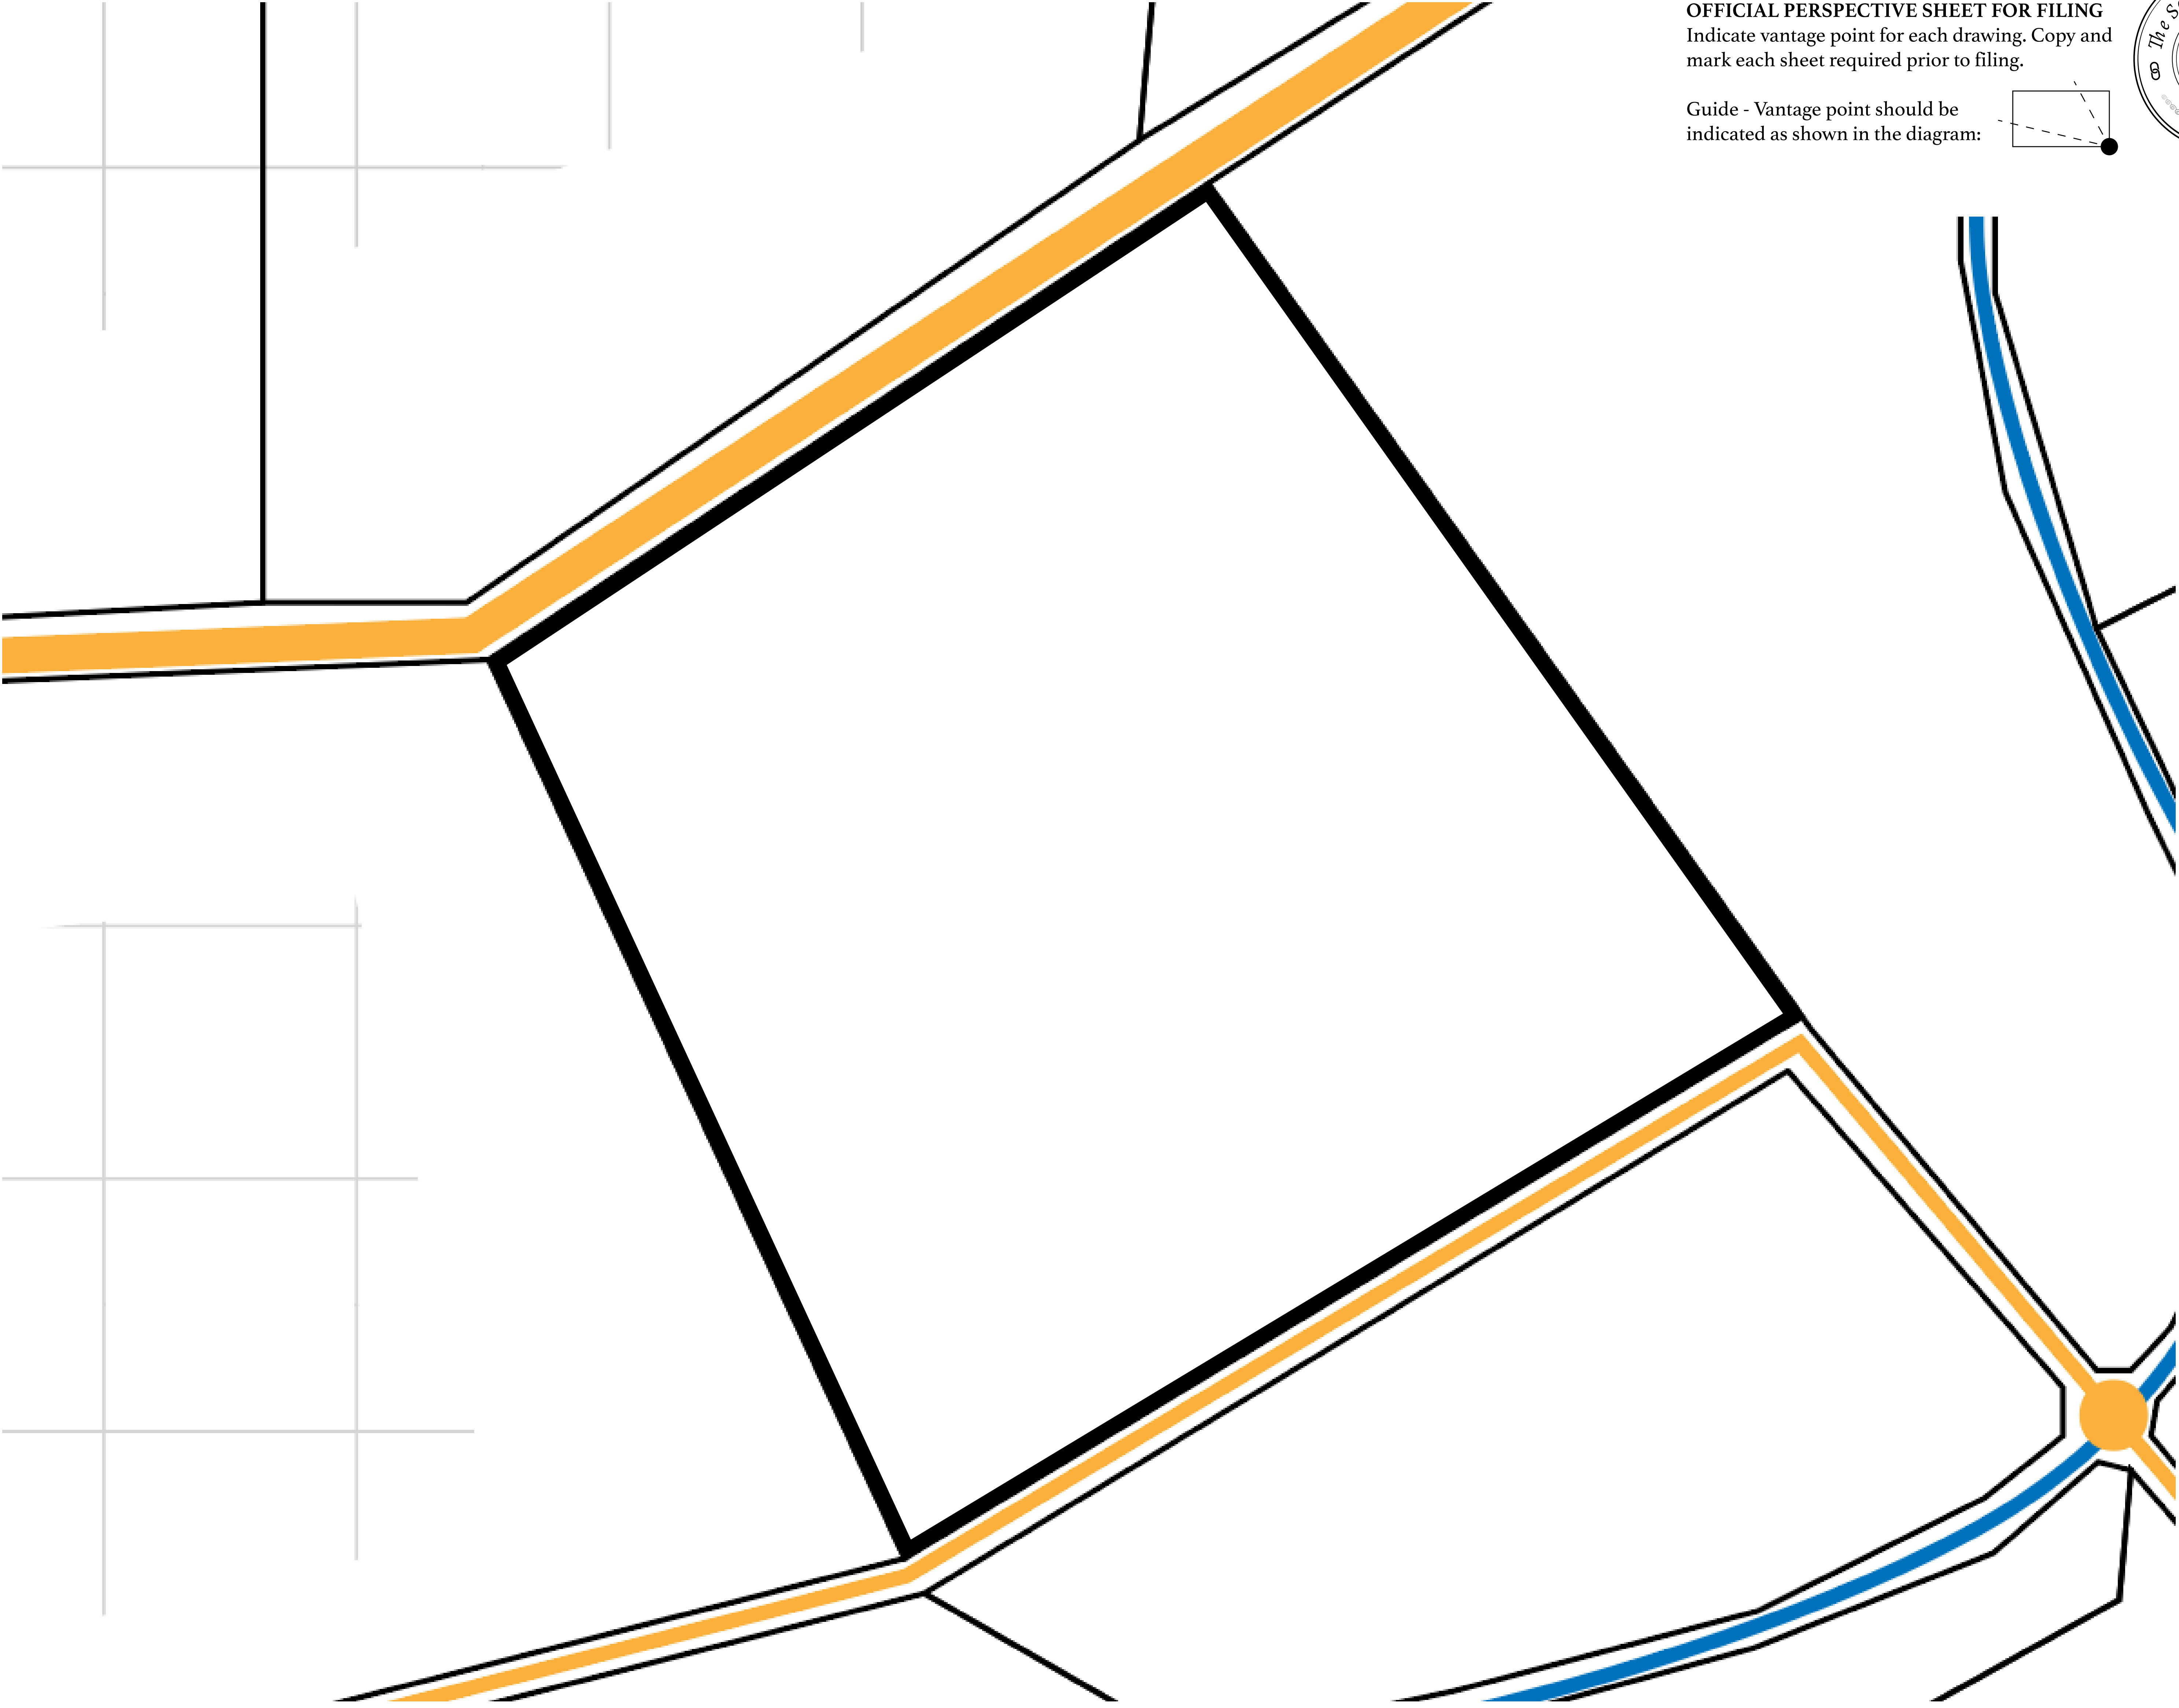 OFFICIAL PERSPECTIVE SHEET FOR FILING
Indicate vantage point for each drawing. Copy and
mark each sheet required prior to filing.
Guide - Vantage point should be
indicated as shown in the diagram:
The